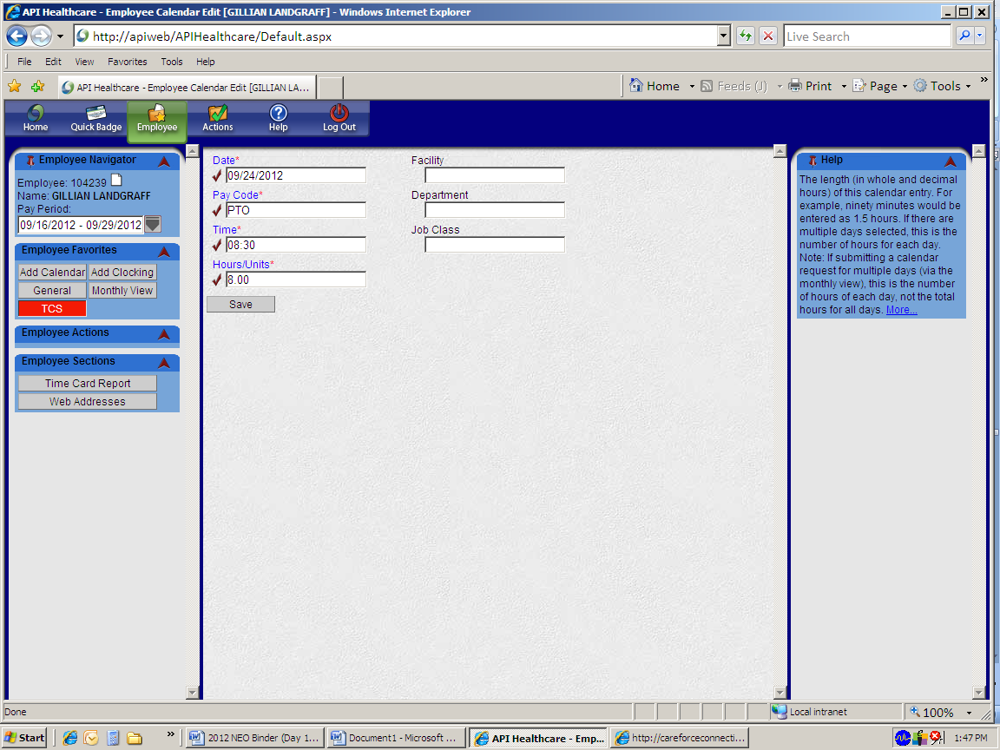 API Healthcare - Employee Calendar Edit [GILLIAN LANDGRAFF] - Windows Internet Explorer
http://apiweb/APIHealthcare/Default.aspx
Live Search
File Edit View Favorites Tools Help
API Healthcare - Employee Calendar Edit [GILLIAN LA...
Home Feeds (J) Print Page Tools »
Home Quick Badge Employee Actions Help Log Out
Employee Navigator
Employee: 104239
Name: GILLIAN LANDGRAFF
Pay Period:
09/16/2012 - 09/29/2012
Employee Favorites
Add Calendar Add Clocking
General Monthly View
TCS
Employee Actions
Employee Sections
Time Card Report
Web Addresses
Date* Facility
09/24/2012
Pay Code* Department
PTO
Time* Job Class
08:30
Hours/Units*
8.00
Save
Help
The length (in whole and decimal
hours) of this calendar entry. For
example, ninety minutes would be
entered as 1.5 hours. If there are
multiple days selected, this is the
number of hours for each day.
Note: If submitting a calendar
request for multiple days (via the
monthly view), this is the number
of hours of each day, not the total
hours for all days. More...
Done Local intranet 100%
Start » 2012 NEO Binder (Day 1... Document1 - Microsoft ... API Healthcare - Emp... http://careforceconnecti... 1:47 PM